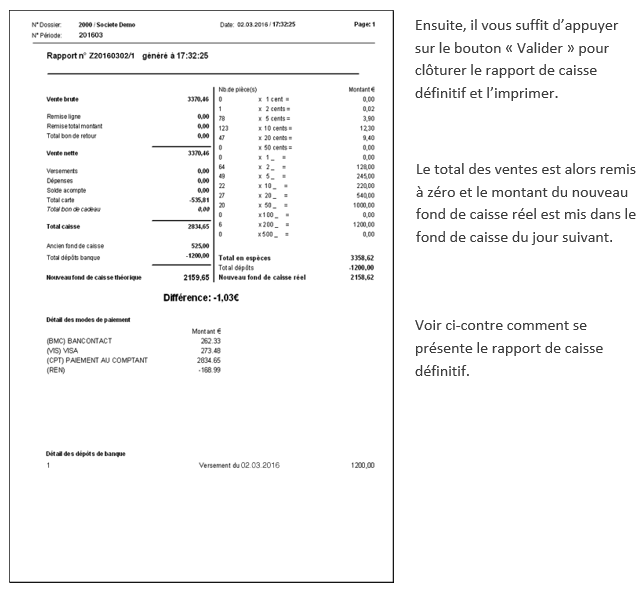 N° Dossier: 2000 / Societe Demo Date: 02.03.2016 / 17:32:25 Page: 1
N° Période: 201603
Rapport n° Z20160302/1 généré à 17:32:25
Nb de pièce(s) Montant €
Vente brute 3370,46 0 x 1 cent = 0,00
1 x 2 cents = 0,02
Remise ligne 0,00 78 x 5 cents = 3,90
Remise total montant 0,00 123 x 10 cents = 12,30
Total bon de retour 0,00 47 x 20 cents = 9,40
0 x 50 cents = 0,00
Vente nette 3370,46 0 x 1_ = 0,00
64 x 2_ = 128,00
Versements 0,00 49 x 5_ = 245,00
Dépenses 0,00 22 x 10_ = 220,00
Solde acompte 0,00 27 x 20_ = 540,00
Total carte -535,81 20 x 50_ = 1000,00
Total bon de cadeau 0,00 0 x 100_ = 0,00
Total caisse 2834,65 6 x 200_ = 1200,00
0 x 500_ = 0,00
Ancien fond de caisse 525,00
Total dépôts banque -1200,00 Total en espèces 3358,62
Total dépôts -1200,00
Nouveau fond de caisse théorique 2159,65 Nouveau fond de caisse réel 2158,62
Différence: -1,03€
Détail des modes de paiement
Montant €
(BMC) BANCONTACT 262.33
(VIS) VISA 273.48
(CPT) PAIEMENT AU COMPTANT 2834.65
(REN) -168.99
Détail des dépôts de banque
1 Versement du 02.03.2016 1200,00
Ensuite, il vous suffit d'appuyer
sur le bouton « Valider » pour
clôturer le rapport de caisse
définitif et l'imprimer.
Le total des ventes est alors remis
à zéro et le montant du nouveau
fond de caisse réel est mis dans le
fond de caisse du jour suivant.
Voir ci-contre comment se
présente le rapport de caisse
définitif.